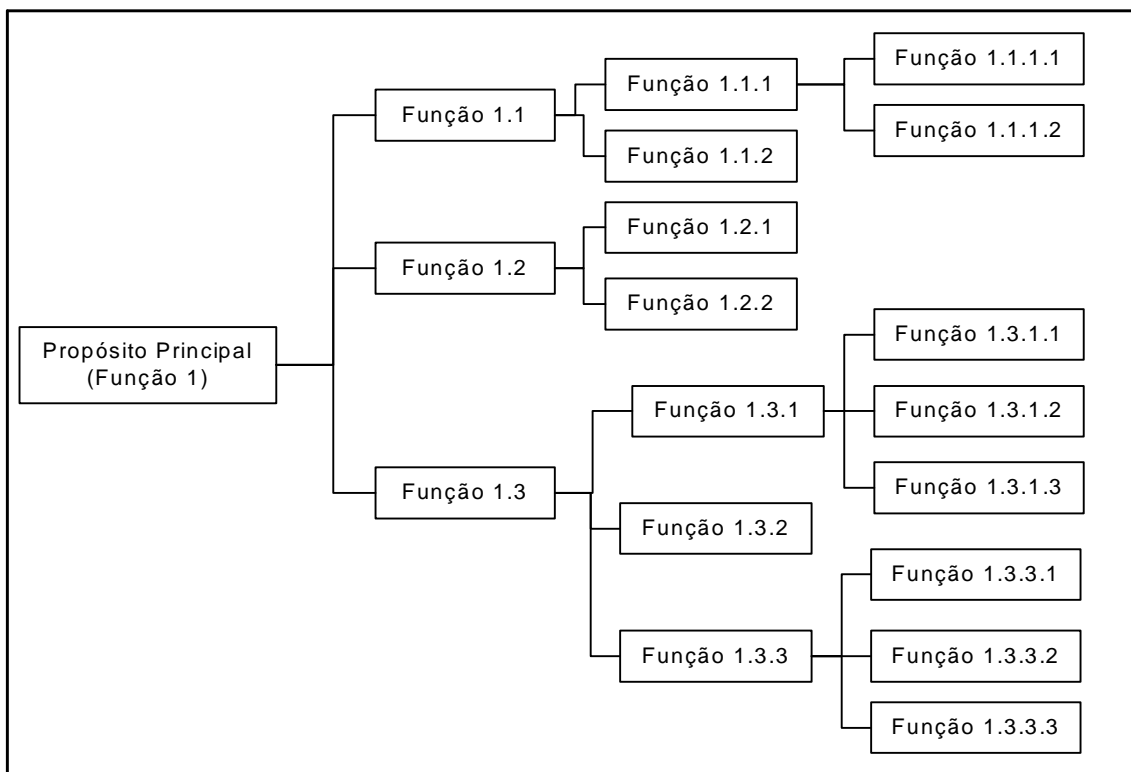 Propósito Principal
(Função 1)
Função 1.1
Função 1.1.1
Função 1.1.1.1
Função 1.1.1.2
Função 1.1.2
Função 1.2
Função 1.2.1
Função 1.2.2
Função 1.3
Função 1.3.1
Função 1.3.1.1
Função 1.3.1.2
Função 1.3.1.3
Função 1.3.2
Função 1.3.3
Função 1.3.3.1
Função 1.3.3.2
Função 1.3.3.3